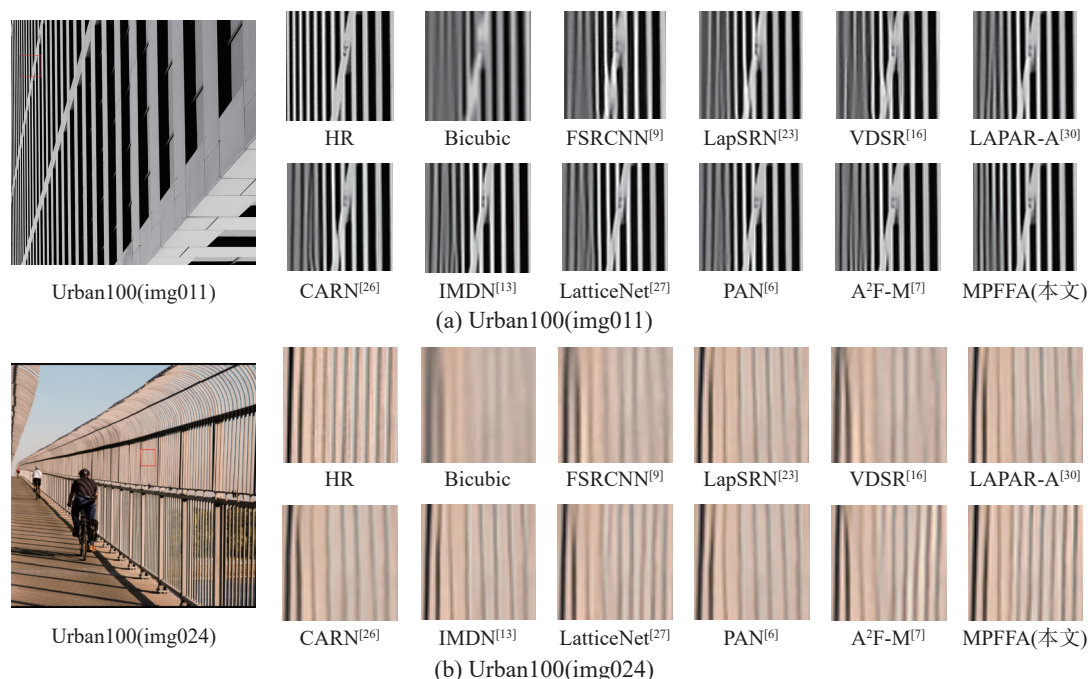 HR Bicubic FSRCNN[9] LapSRN[23] VDSR[16] LAPAR-A[30]
Urban100(img011) CARN[26] IMDN[13] LatticeNet[27] PAN[6] A²F-M[7] MPFFA(本文)
(a) Urban100(img011)
HR Bicubic FSRCNN[9] LapSRN[23] VDSR[16] LAPAR-A[30]
Urban100(img024) CARN[26] IMDN[13] LatticeNet[27] PAN[6] A²F-M[7] MPFFA(本文)
(b) Urban100(img024)